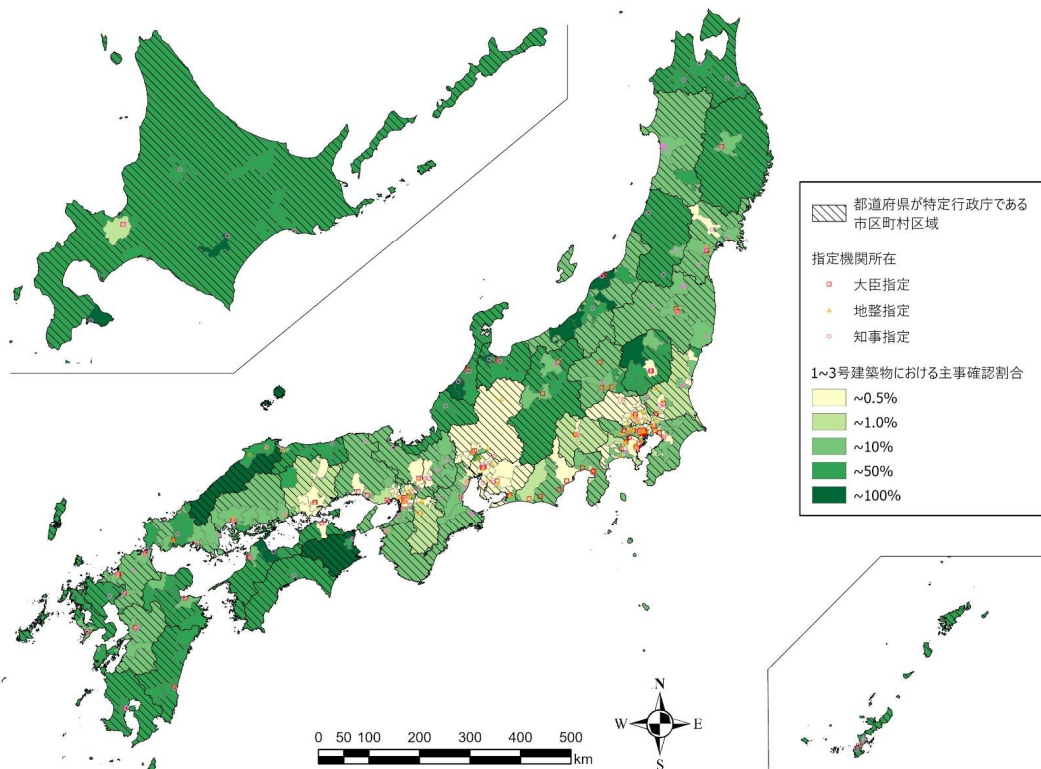 都道府県が特定行政庁である
市区町村区域
指定機関所在
大臣指定
地整指定
知事指定
1~3号建築物における主事確認割合
~0.5%
~1.0%
~10%
~50%
~100%
N
W
E
S
0 50 100 200 300 400 500
km